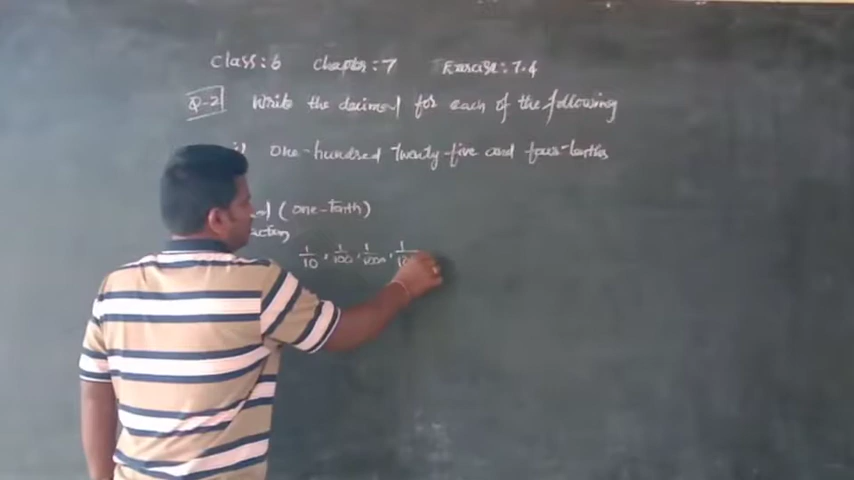 Class: 6 Chapter: 7 Exercise: 7.4
Q-2 Write the decimal for each of the following
One-hundred Twenty-five and four-tenths
(one-tenth)
1/10, 1/100, 1/1000, 1/